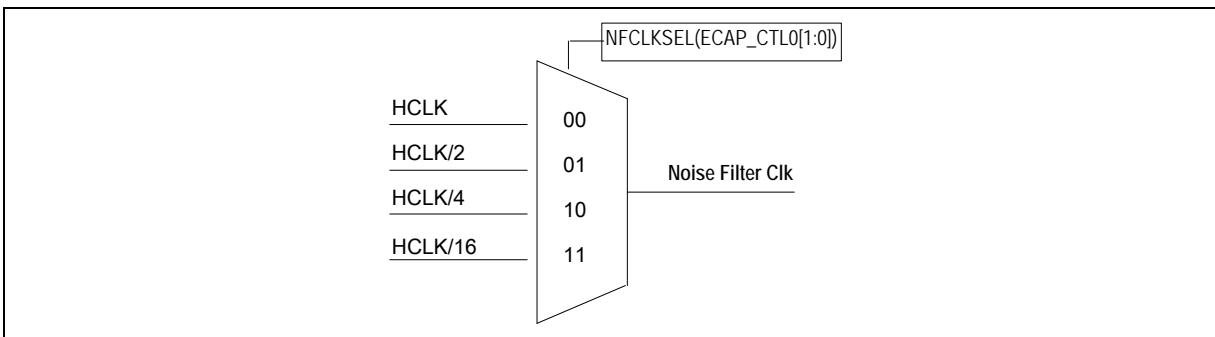 NFCLKSEL(ECAP_CTL0[1:0])
HCLK
00
HCLK/2
01
Noise Filter Clk
HCLK/4
10
HCLK/16
11